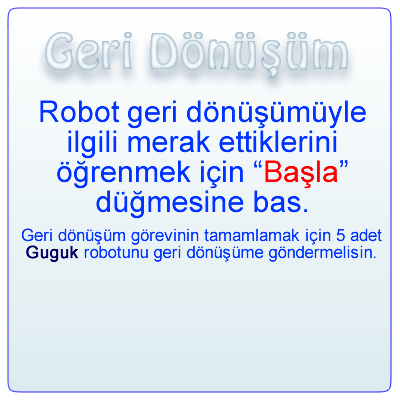 Geri Dönüşüm
Robot geri dönüşümüyle
ilgili merak ettiklerini
öğrenmek için “Başla”
düğmesine bas.
Geri dönüşüm görevinin tamamlamak için 5 adet
Guguk robotunu geri dönüşüme göndermelisin.